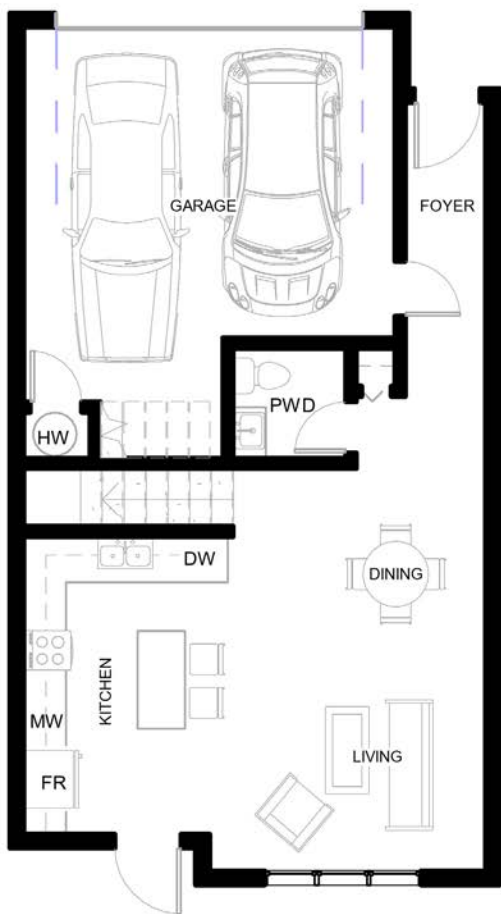 GARAGE
FOYER
PWD
HW
DW
DINING
KITCHEN
MW
LIVING
FR